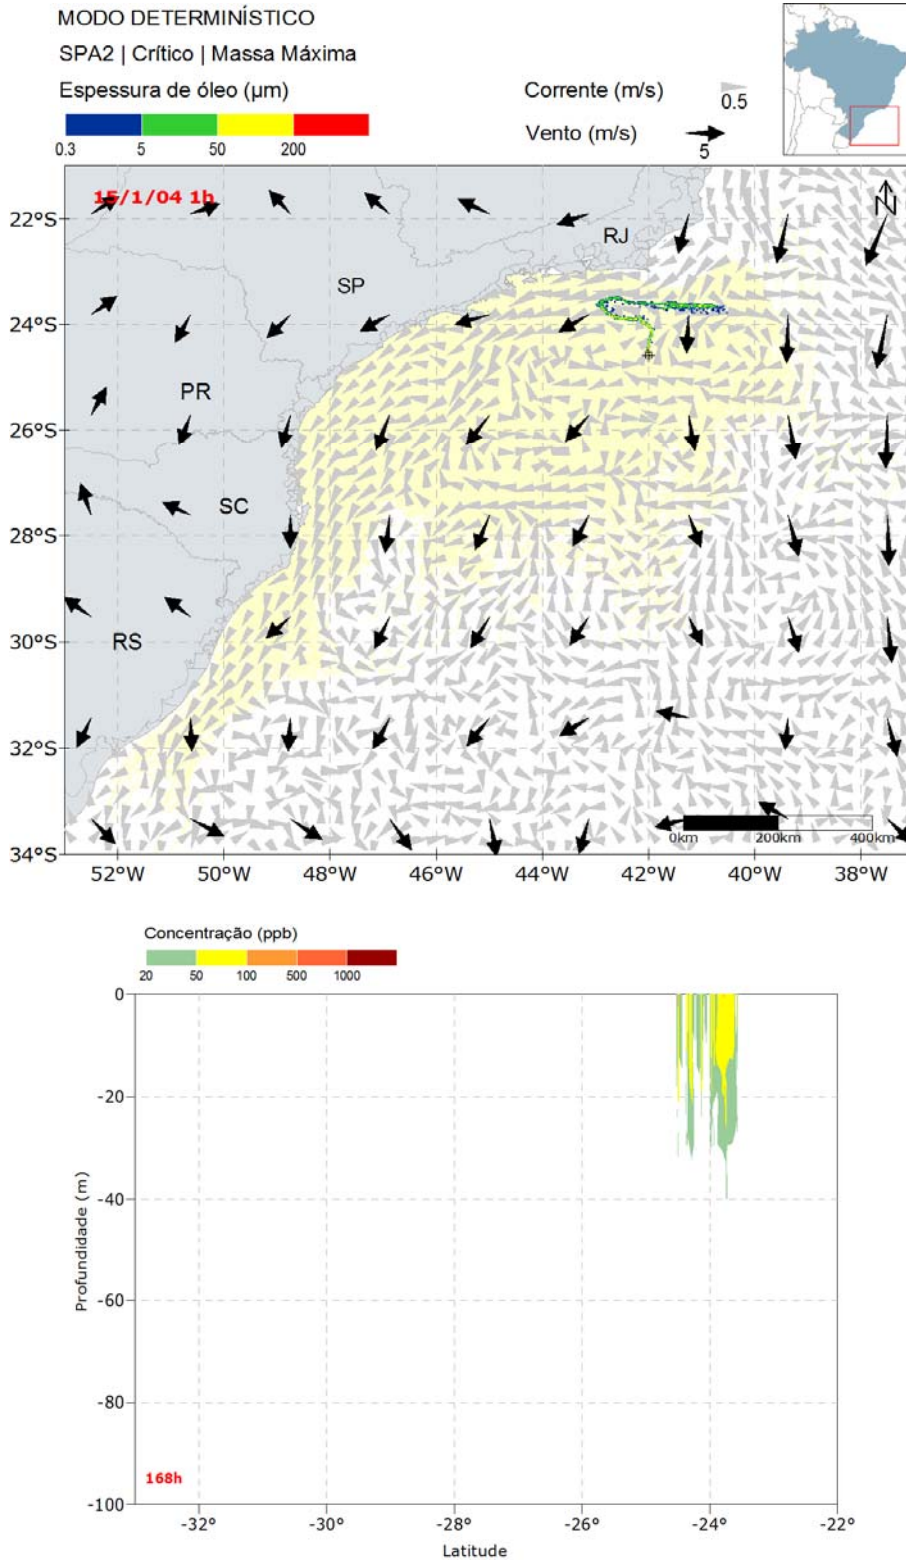 MODO DETERMINÍSTICO
SPA2 | Crítico | Massa Máxima
Espessura de óleo (µm)
0.3 5 50 200
Corrente (m/s) 0.5
Vento (m/s) 5
15/1/04 1h
N
RJ
SP
PR
SC
RS
22°S
24°S
26°S
28°S
30°S
32°S
34°S
0km 200km 400km
52°W 50°W 48°W 46°W 44°W 42°W 40°W 38°W
Concentração (ppb)
20 50 100 500 1000
0
-20
-40
-60
-80
-100
Profundidade (m)
168h
-32° -30° -28° -26° -24° -22°
Latitude